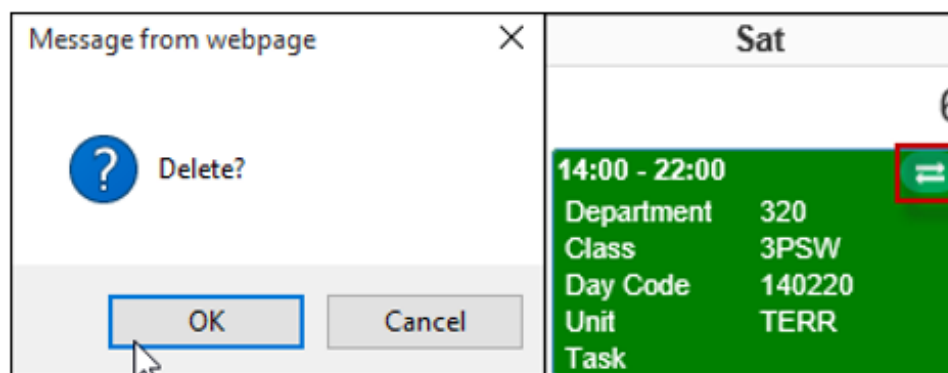 Message from webpage
Delete?
OK
Cancel
Sat
6
14:00 - 22:00
Department 320
Class 3PSW
Day Code 140220
Unit TERR
Task